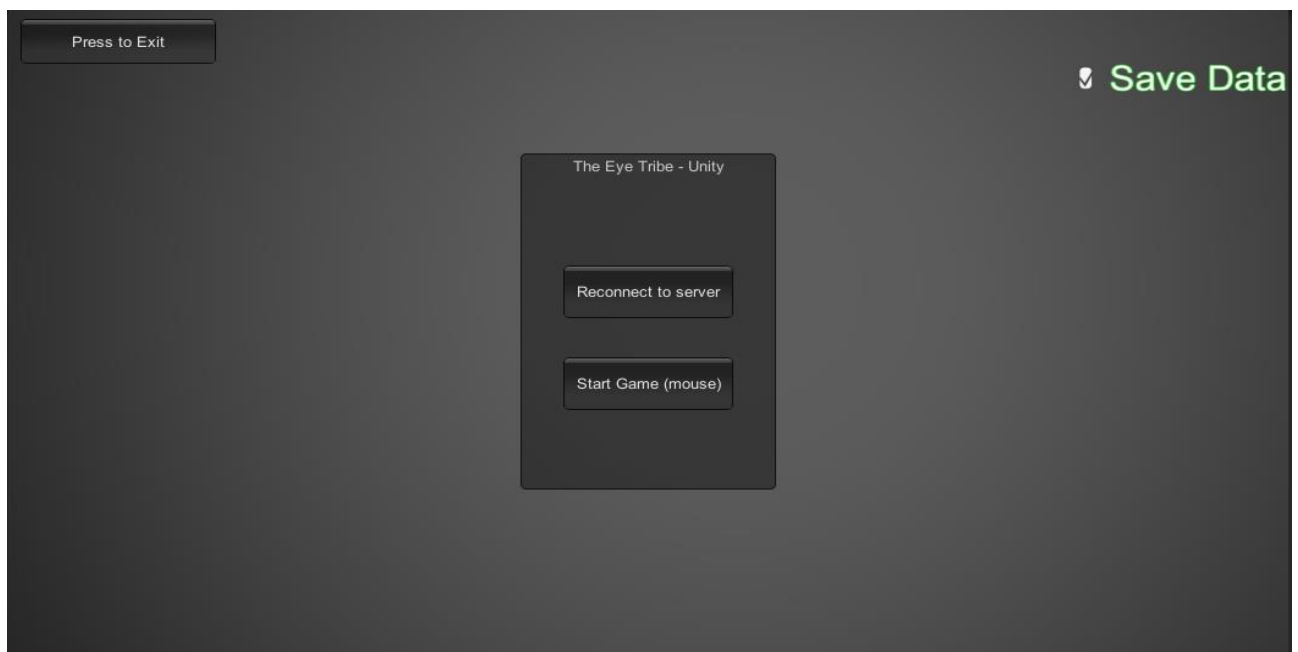 Press to Exit
Save Data
The Eye Tribe - Unity
Reconnect to server
Start Game (mouse)